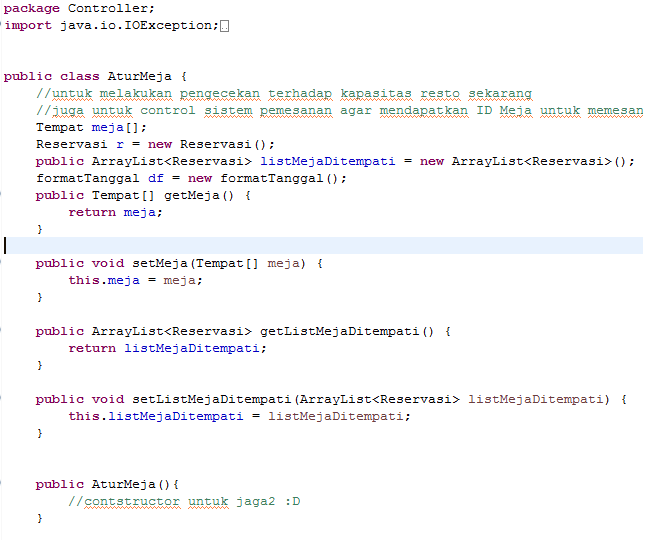 package Controller;
import java.io.IOException;
public class AturMeja {
//untuk melakukan pengecekan terhadap kapasitas resto sekarang
//juga untuk control sistem pemesanan agar mendapatkan ID Meja untuk memesan
Tempat meja[];
Reservasi r = new Reservasi();
public ArrayList<Reservasi> listMejaDitempati = new ArrayList<Reservasi>();
formatTanggal df = new formatTanggal();
public Tempat[] getMeja() {
return meja;
}
public void setMeja(Tempat[] meja) {
this.meja = meja;
}
public ArrayList<Reservasi> getListMejaDitempati() {
return listMejaDitempati;
}
public void setListMejaDitempati(ArrayList<Reservasi> listMejaDitempati) {
this.listMejaDitempati = listMejaDitempati;
}
public AturMeja(){
//contstructor untuk jaga2 :D
}